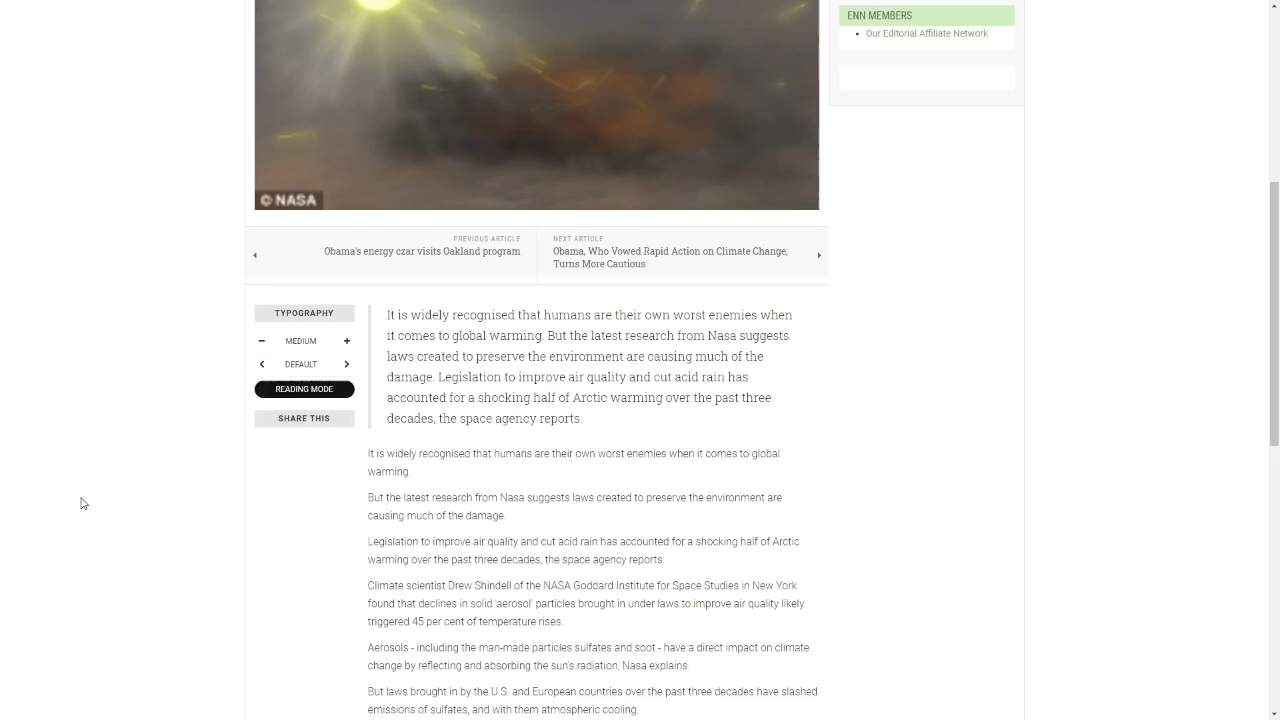 ENN MEMBERS
Our Editorial Affiliate Network
© NASA
PREVIOUS ARTICLE
Obama's energy czar visits Oakland program
NEXT ARTICLE
Obama, Who Vowed Rapid Action on Climate Change,
Turns More Cautious
TYPOGRAPHY
MEDIUM
DEFAULT
READING MODE
SHARE THIS
It is widely recognised that humans are their own worst enemies when
it comes to global warming. But the latest research from Nasa suggests
laws created to preserve the environment are causing much of the
damage. Legislation to improve air quality and cut acid rain has
accounted for a shocking half of Arctic warming over the past three
decades, the space agency reports.
It is widely recognised that humans are their own worst enemies when it comes to global
warming.
But the latest research from Nasa suggests laws created to preserve the environment are
causing much of the damage.
Legislation to improve air quality and cut acid rain has accounted for a shocking half of Arctic
warming over the past three decades, the space agency reports.
Climate scientist Drew Shindell of the NASA Goddard Institute for Space Studies in New York
found that declines in solid 'aerosol' particles brought in under laws to improve air quality likely
triggered 45 per cent of temperature rises.
Aerosols - including the man-made particles sulfates and soot - have a direct impact on climate
change by reflecting and absorbing the sun's radiation, Nasa explains.
But laws brought in by the U.S. and European countries over the past three decades have slashed
emissions of sulfates, and with them atmospheric cooling.